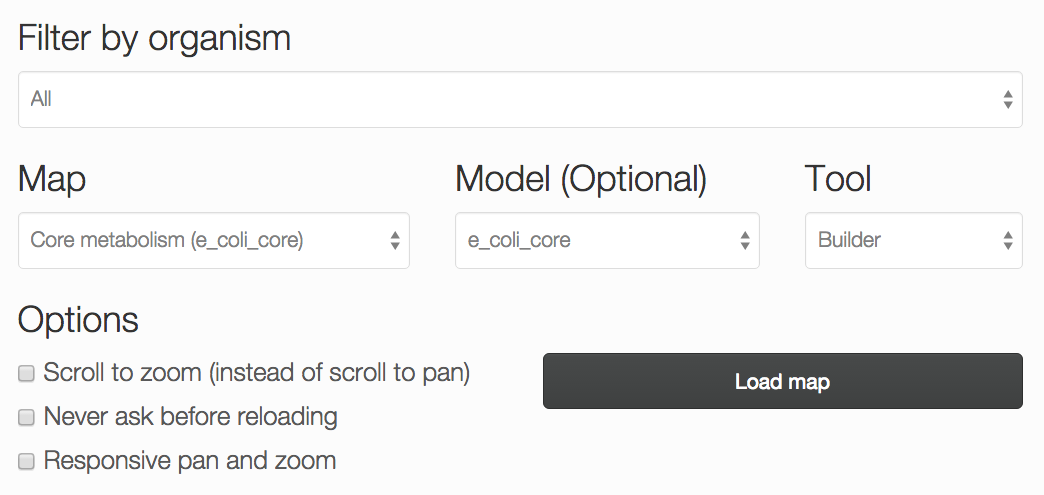 Filter by organism
All
Map
Model (Optional)
Tool
Core metabolism (e_coli_core)
e_coli_core
Builder
Options
Scroll to zoom (instead of scroll to pan)
Load map
Never ask before reloading
Responsive pan and zoom